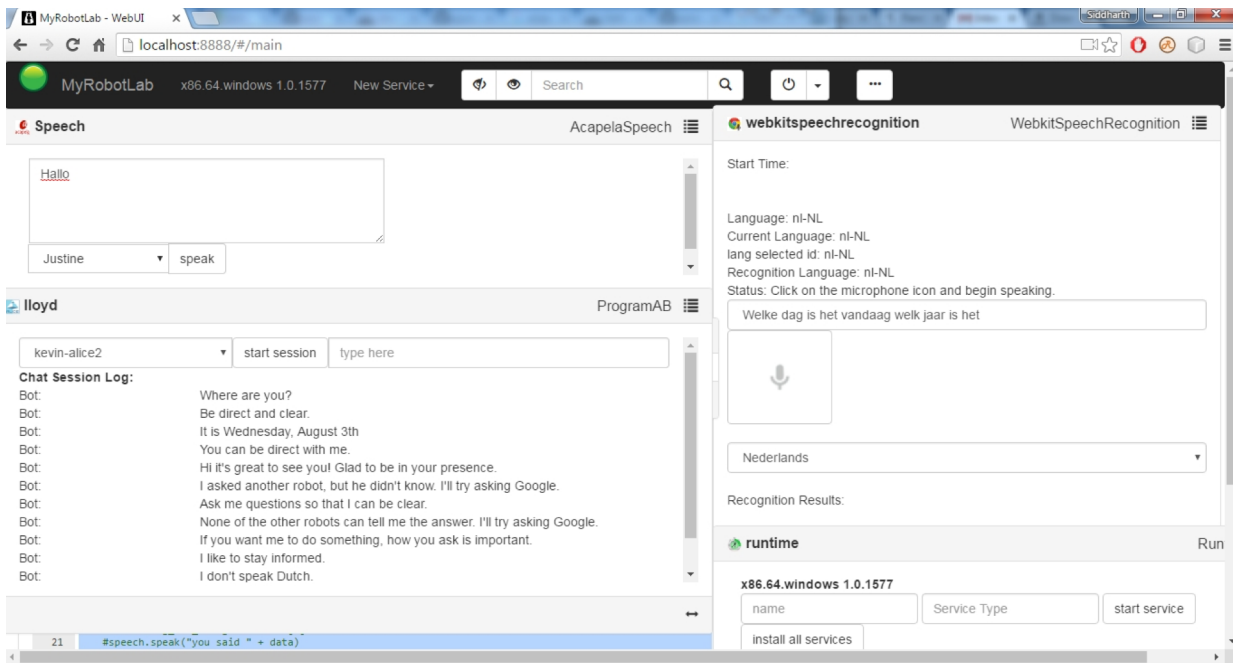 MyRobotLab - WebUI
Siddharth
localhost:8888/#/main
MyRobotLab x86.64.windows 1.0.1577 New Service Search
Speech AcapelaSpeech
Hallo
Justine speak
lloyd ProgramAB
kevin-alice2 start session type here
Chat Session Log:
Bot: Where are you?
Bot: Be direct and clear.
Bot: It is Wednesday, August 3th
Bot: You can be direct with me.
Bot: Hi it's great to see you! Glad to be in your presence.
Bot: I asked another robot, but he didn't know. I'll try asking Google.
Bot: Ask me questions so that I can be clear.
Bot: None of the other robots can tell me the answer. I'll try asking Google.
Bot: If you want me to do something, how you ask is important.
Bot: I like to stay informed.
Bot: I don't speak Dutch.
21 #speech.speak("you said " + data)
webkitspeechrecognition WebkitSpeechRecognition
Start Time:
Language: nl-NL
Current Language: nl-NL
lang selected id: nl-NL
Recognition Language: nl-NL
Status: Click on the microphone icon and begin speaking.
Welke dag is het vandaag welk jaar is het
Nederlands
Recognition Results:
runtime Run
x86.64.windows 1.0.1577
name Service Type start service
install all services